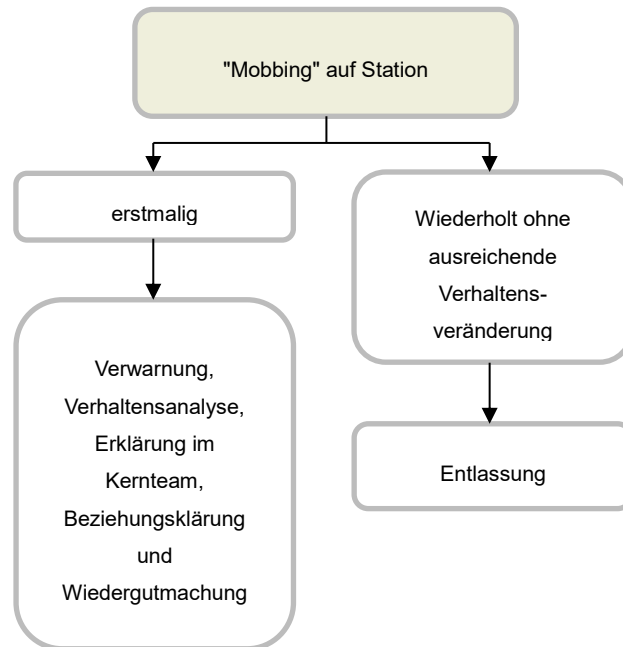 "Mobbing" auf Station
erstmalig
Wiederholt ohne
ausreichende
Verhaltens-
veränderung
Verwarnung,
Verhaltensanalyse,
Erklärung im
Kernteam,
Beziehungsklärung
und
Wiedergutmachung
Entlassung